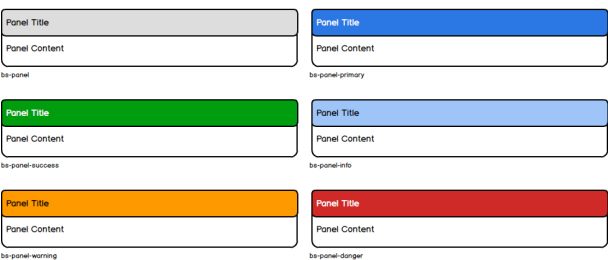 Panel Title
Panel Content
bs-panel
Panel Title
Panel Content
bs-panel-primary
Panel Title
Panel Content
bs-panel-success
Panel Title
Panel Content
bs-panel-info
Panel Title
Panel Content
bs-panel-warning
Panel Title
Panel Content
bs-panel-danger